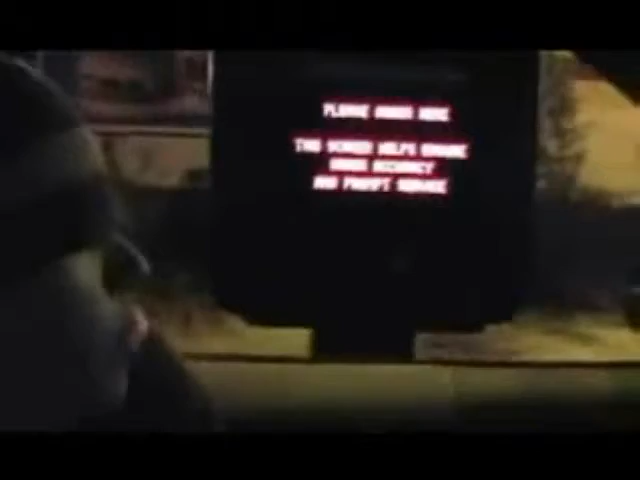 PLEASE ORDER HERE
THIS SCREEN HELPS ENSURE
ORDER ACCURACY
AND PROMPT SERVICE